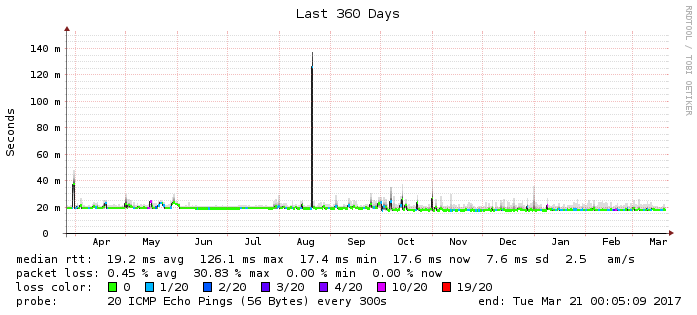 Last 360 Days
RRDTOOL / TOBI OETIKER
Seconds
140 m
120 m
100 m
80 m
60 m
40 m
20 m
0
Apr May Jun Jul Aug Sep Oct Nov Dec Jan Feb Mar
median rtt: 19.2 ms avg 126.1 ms max 17.4 ms min 17.6 ms now 7.6 ms sd 2.5 am/s
packet loss: 0.45 % avg 30.83 % max 0.00 % min 0.00 % now
loss color: 0 1/20 2/20 3/20 4/20 10/20 19/20
probe: 20 ICMP Echo Pings (56 Bytes) every 300s end: Tue Mar 21 00:05:09 2017